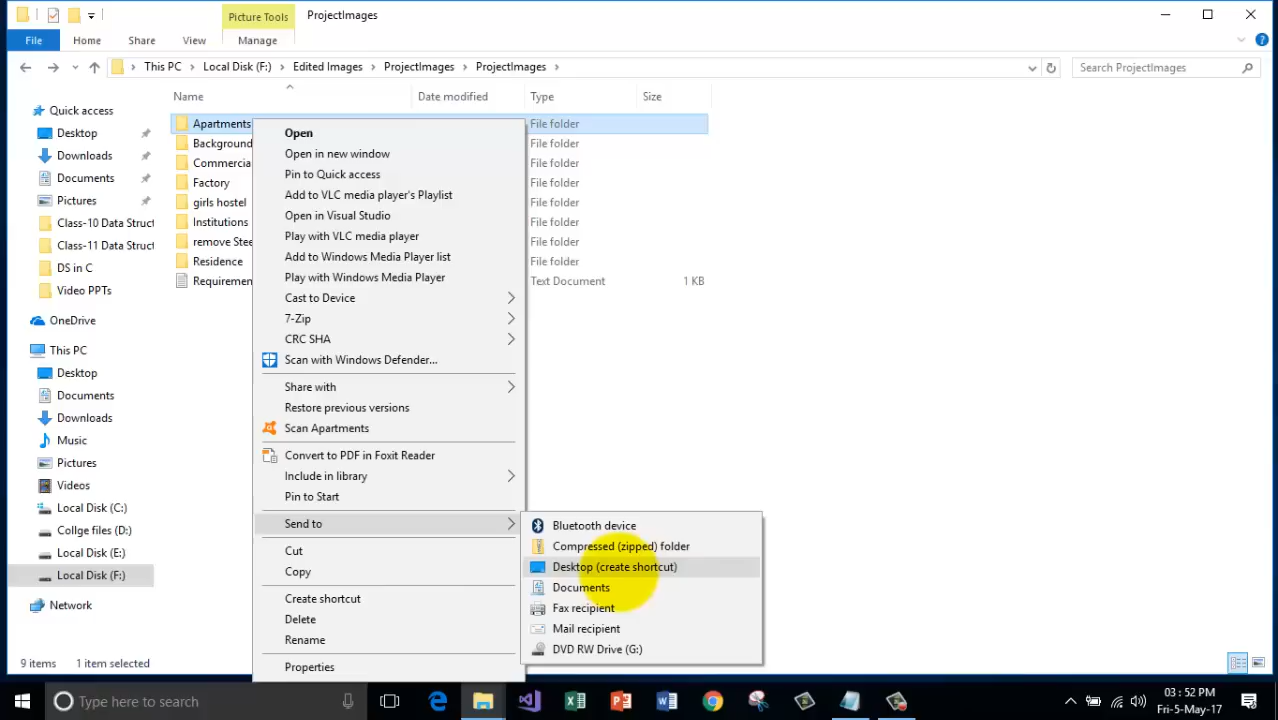 Picture Tools
ProjectImages
File
Home
Share
View
Manage
This PC
Local Disk (F:)
Edited Images
ProjectImages
ProjectImages
Search ProjectImages
Name
Date modified
Type
Size
Quick access
Desktop
Downloads
Documents
Pictures
Class-10 Data Struct
Class-11 Data Struct
DS in C
Video PPTs
OneDrive
This PC
Desktop
Documents
Downloads
Music
Pictures
Videos
Local Disk (C:)
Collge files (D:)
Local Disk (E:)
Local Disk (F:)
Network
Apartments
File folder
Background
File folder
Commercia
File folder
Factory
File folder
girls hostel
File folder
Institutions
File folder
remove Stee
File folder
Residence
File folder
Requiremen
Text Document
1 KB
Open
Open in new window
Pin to Quick access
Add to VLC media player's Playlist
Open in Visual Studio
Play with VLC media player
Add to Windows Media Player list
Play with Windows Media Player
Cast to Device
7-Zip
CRC SHA
Scan with Windows Defender...
Share with
Restore previous versions
Scan Apartments
Convert to PDF in Foxit Reader
Include in library
Pin to Start
Send to
Cut
Copy
Create shortcut
Delete
Rename
Properties
Bluetooth device
Compressed (zipped) folder
Desktop (create shortcut)
Documents
Fax recipient
Mail recipient
DVD RW Drive (G:)
9 items
1 item selected
Type here to search
03 : 52 PM
Fri-5-May-17